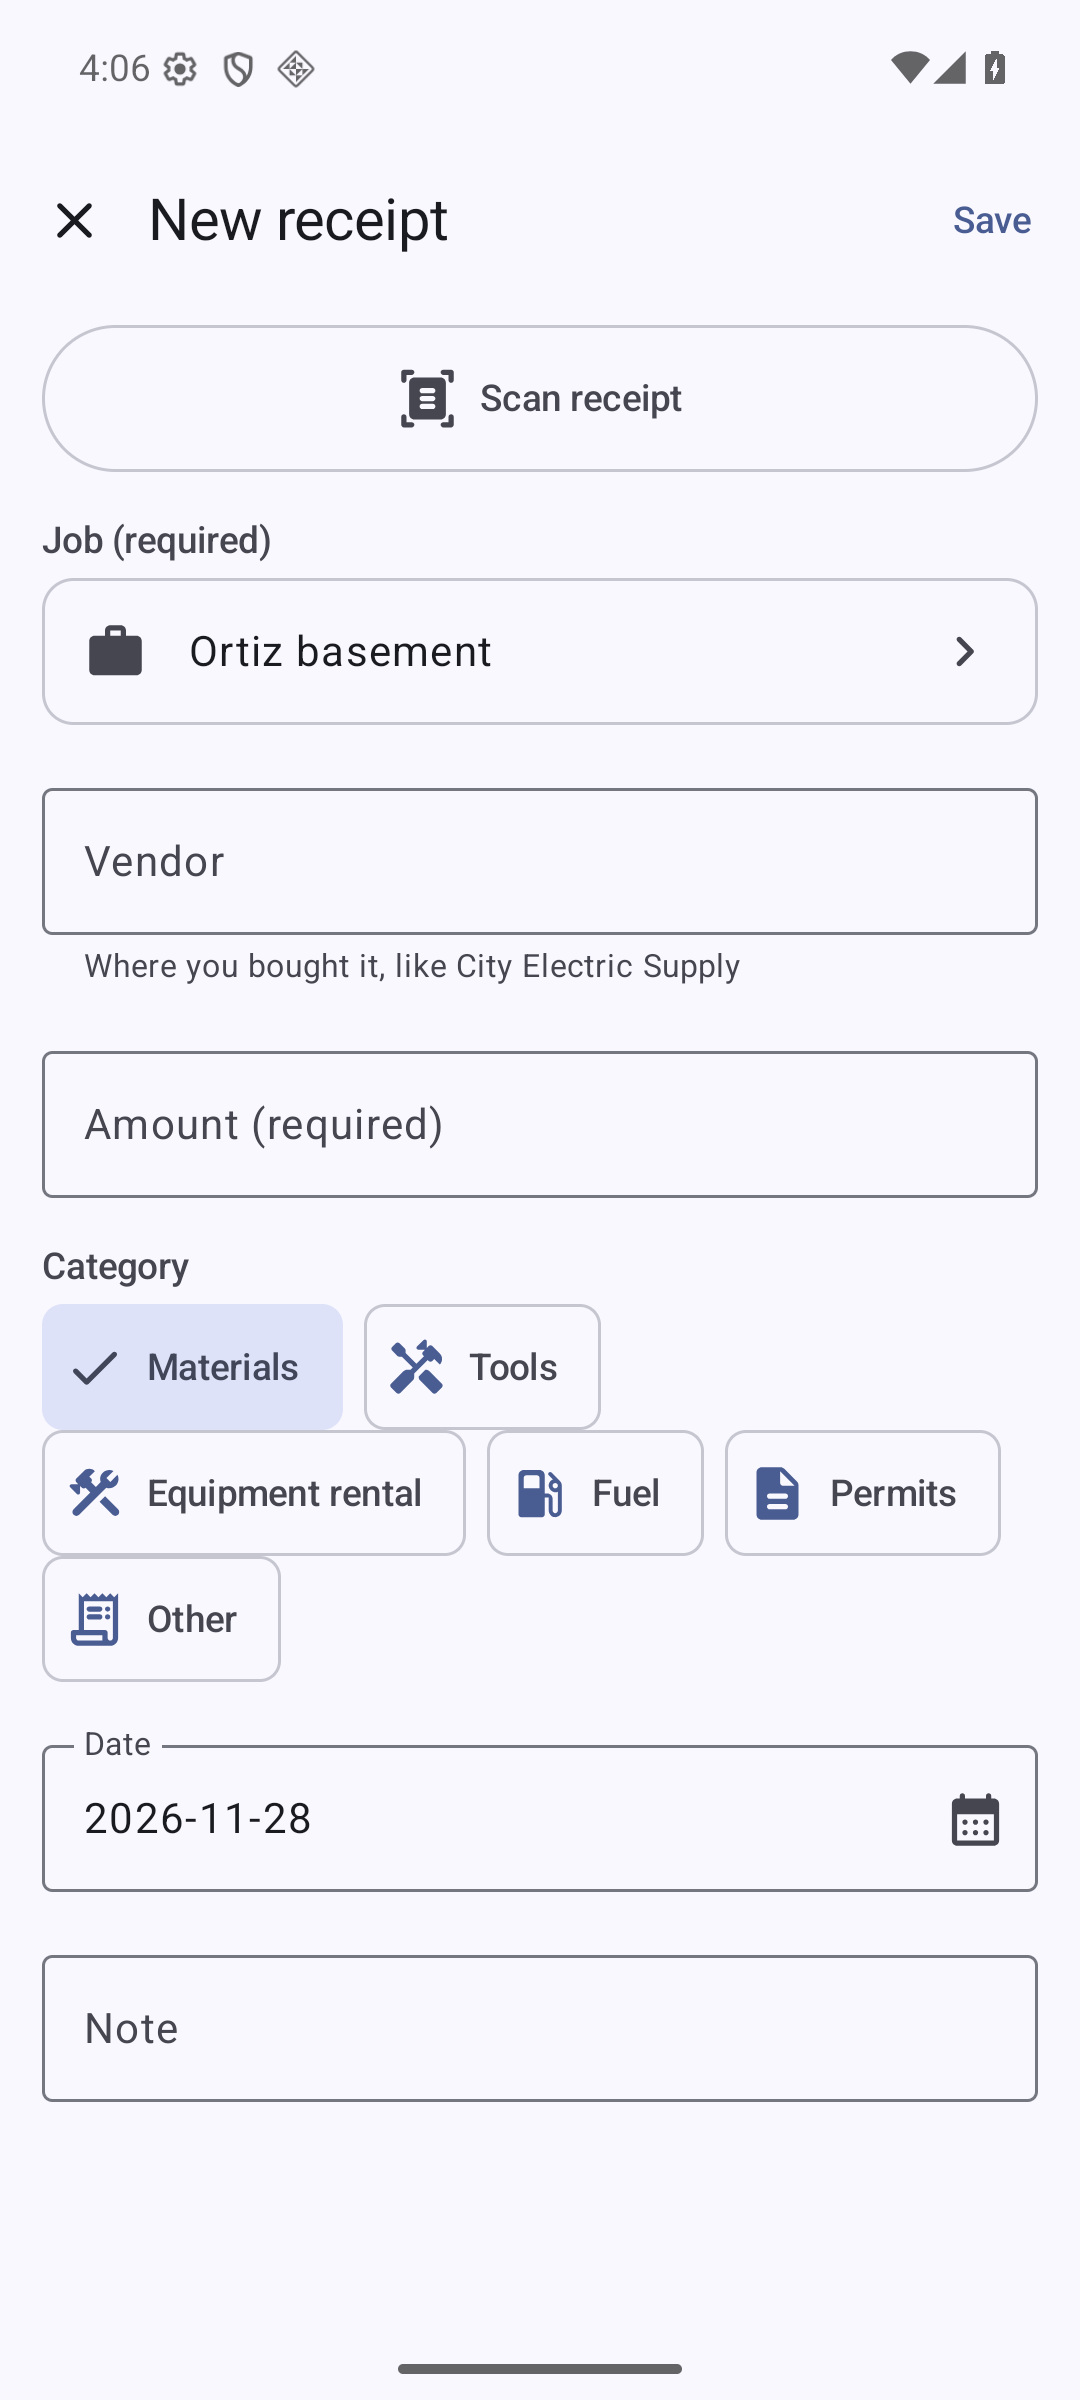 4:06
New receipt
Save
Scan receipt
Job (required)
Ortiz basement
Vendor
Where you bought it, like City Electric Supply
Amount (required)
Category
Materials
Tools
Equipment rental
Fuel
Permits
Other
Date
2026-11-28
Note